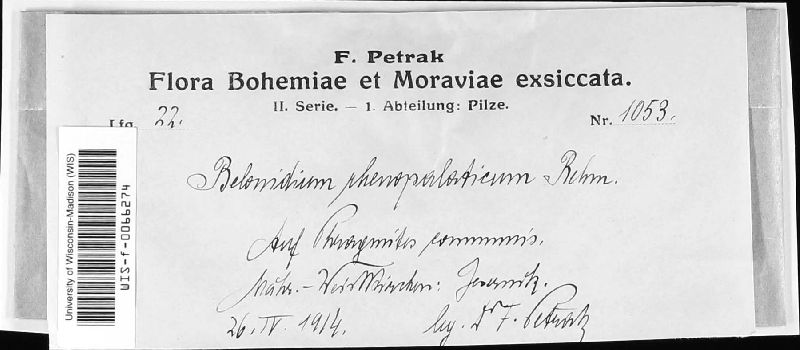 F. Petrak
Flora Bohemiae et Moraviae exsiccata.
II. Serie. — 1. Abteilung: Pilze.
Lfg. 22. Nr. 1053.
Belonidium rhenopalaticum Rehm.
Auf Phragmites communis.
Mähr.-Weisskirchen:
26. IV. 1914. leg. Dr F. Petrak
University of Wisconsin-Madison (WIS)
WIS-f-0066274